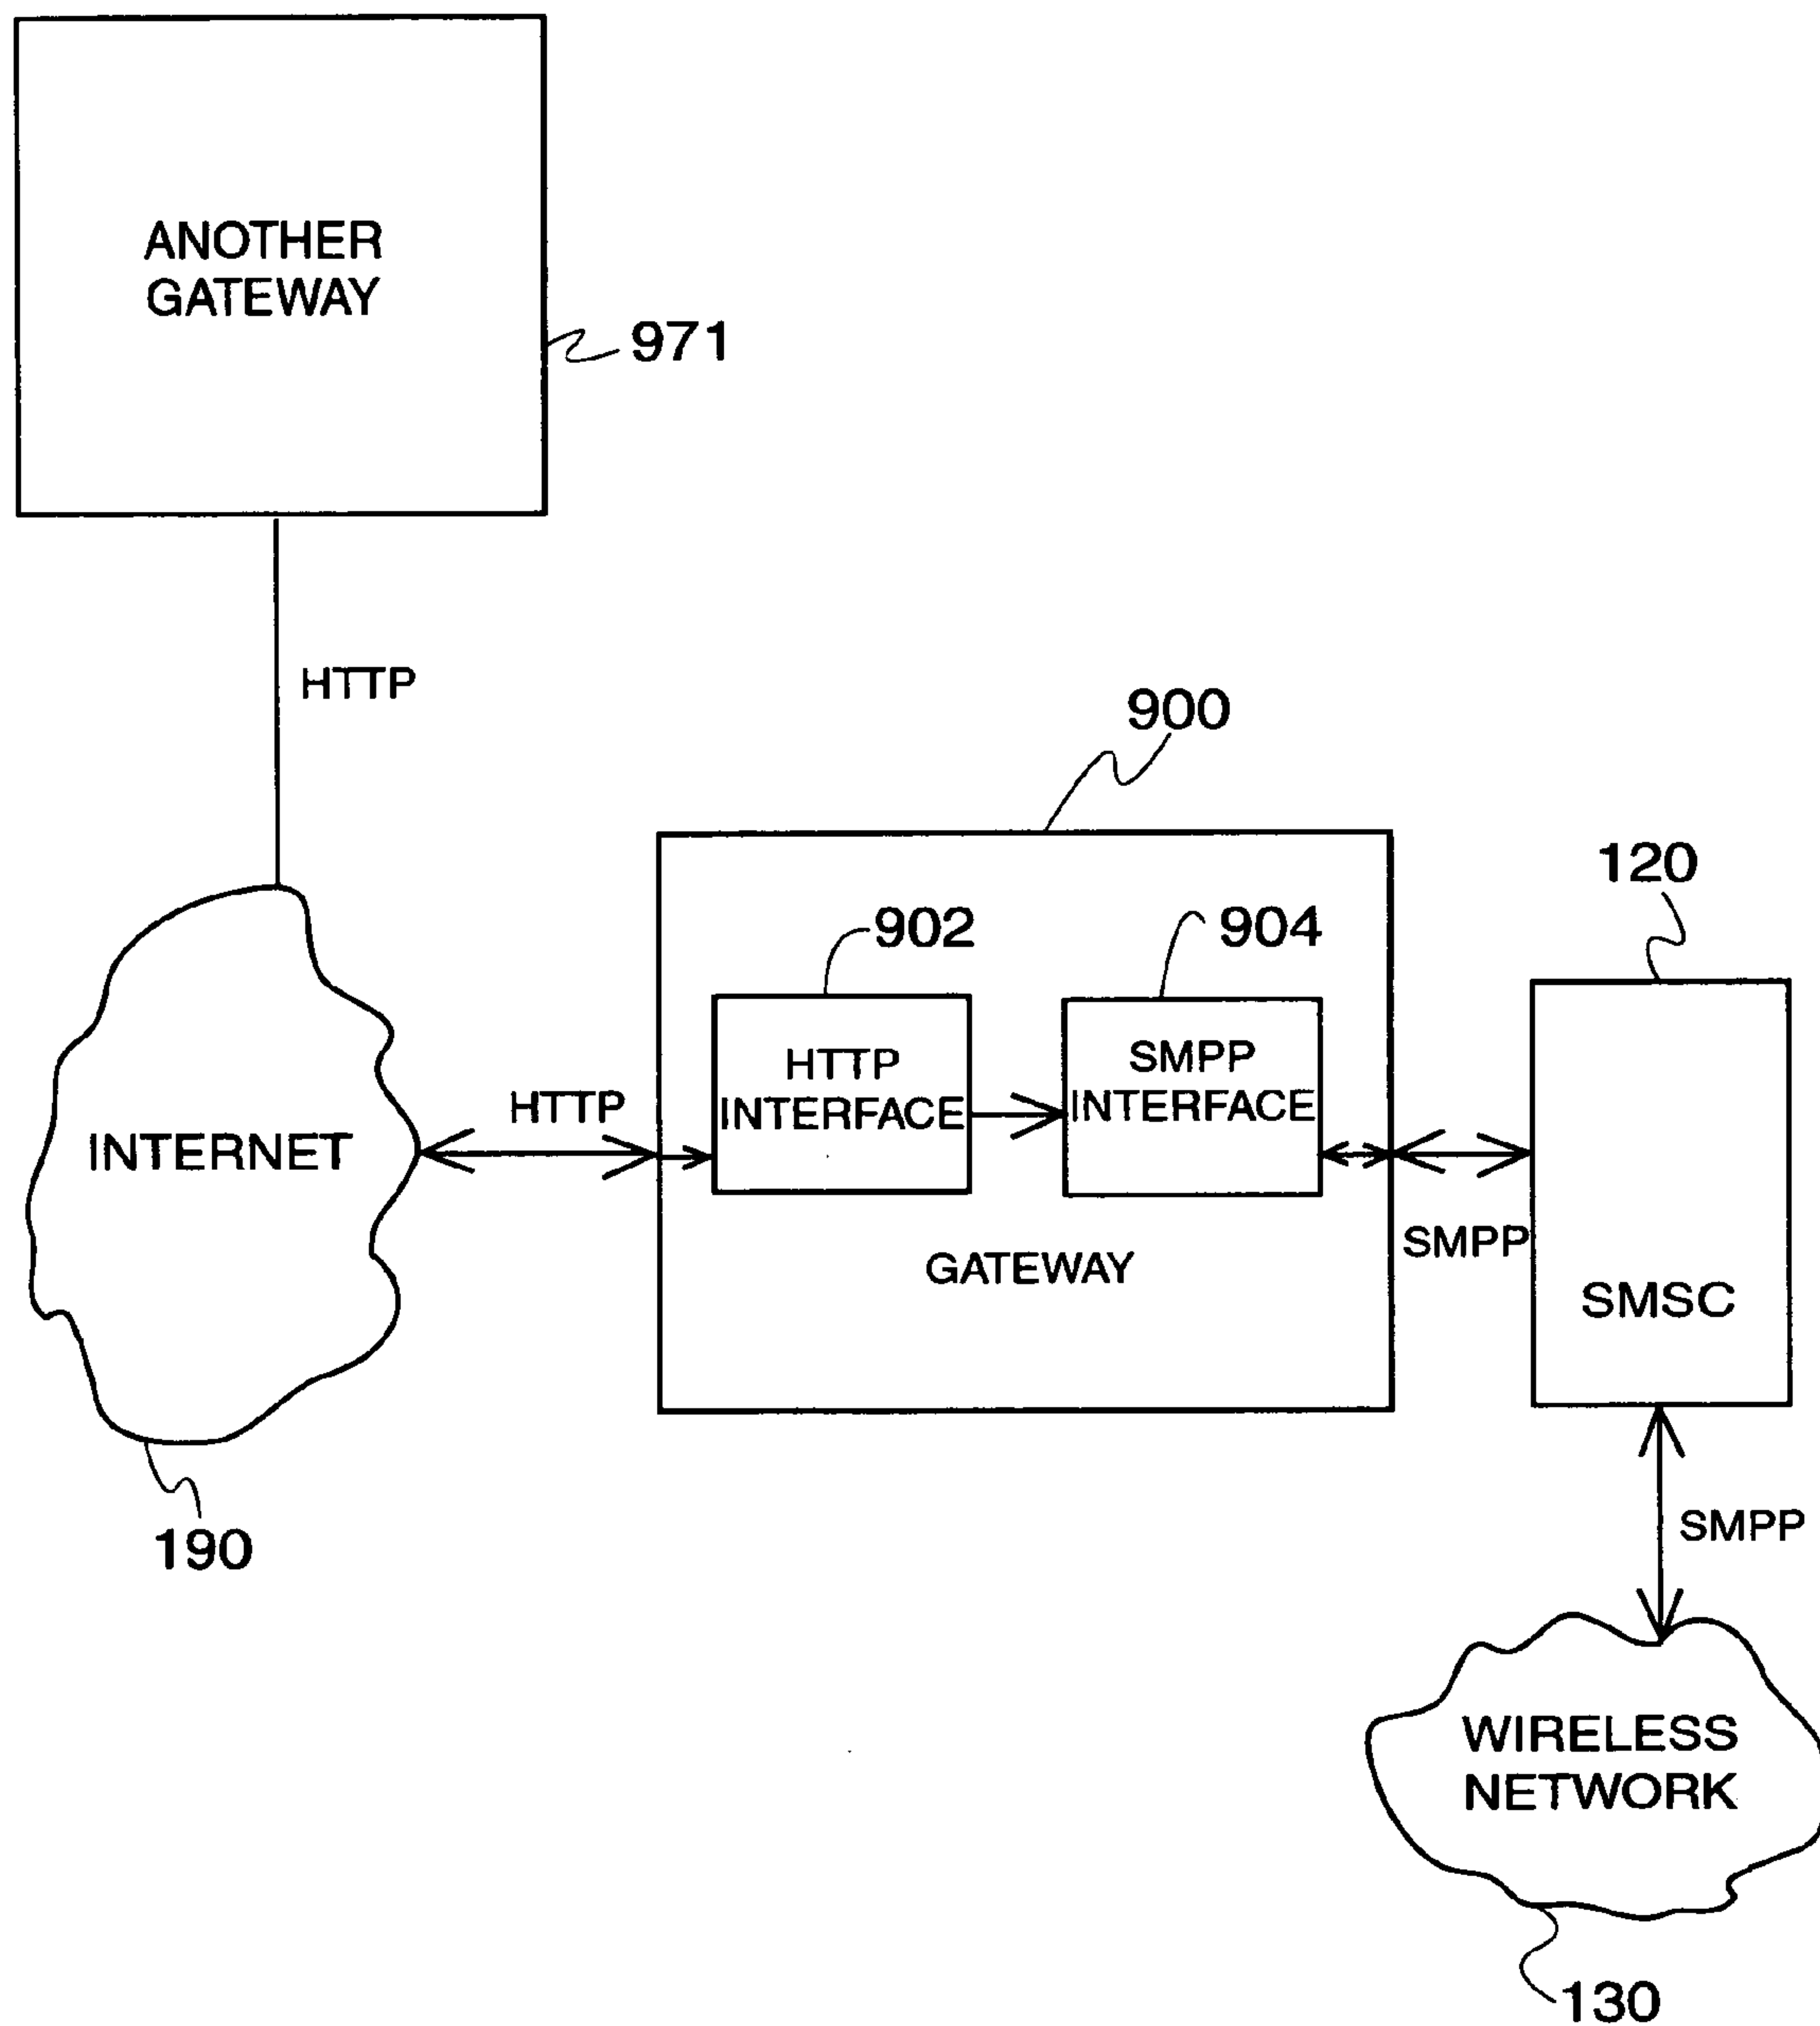 ANOTHER
GATEWAY
971
HTTP
900
120
902
904
HTTP
INTERFACE
SMPP
INTERFACE
HTTP
INTERNET
GATEWAY
SMPP
SMSC
190
SMPP
WIRELESS
NETWORK
130